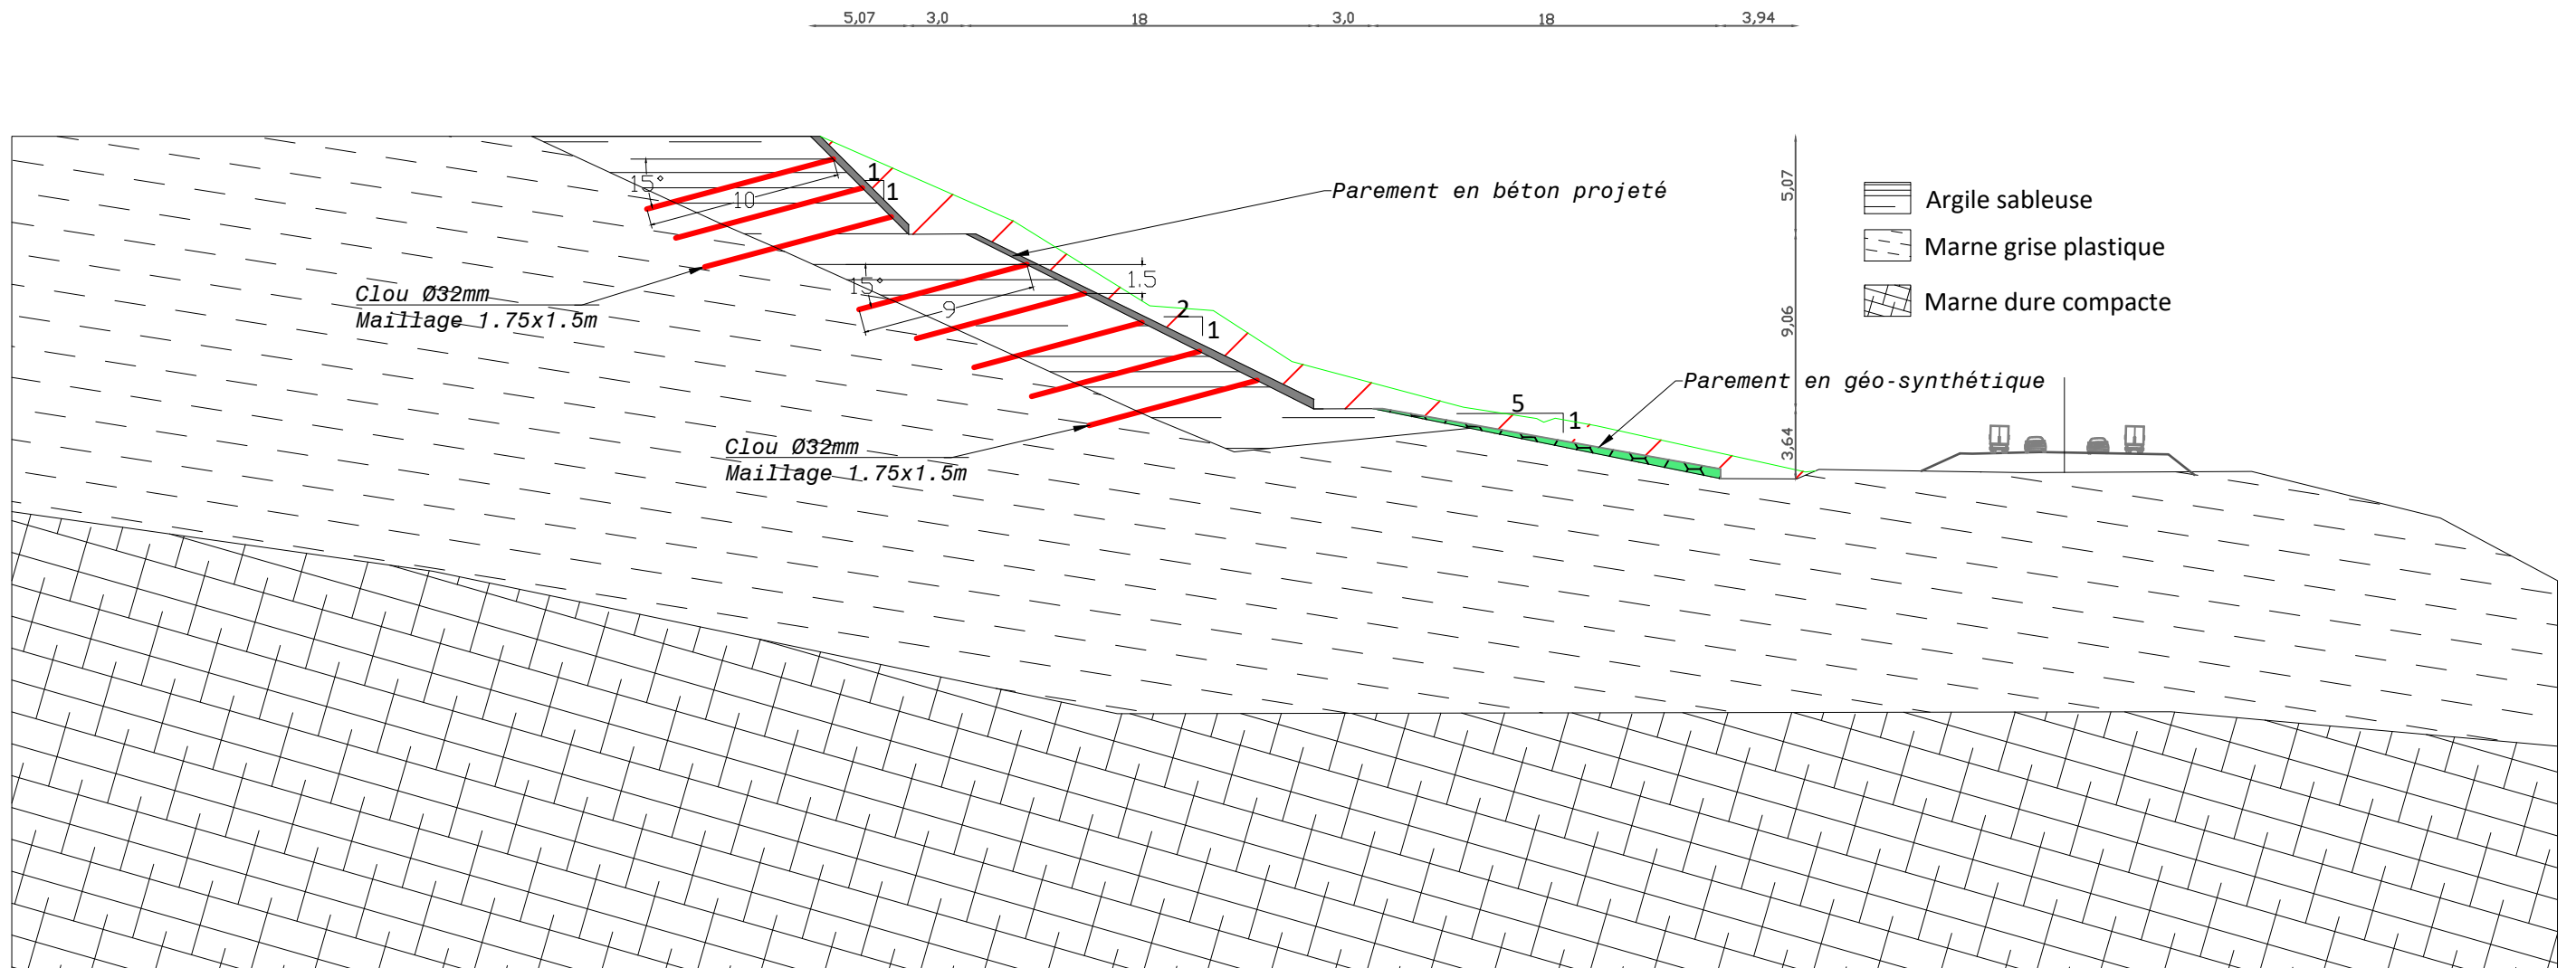 5,07 3,0 18 3,0 18 3,94
5,07
9,06
3,64
15°
10
1
1
Parement en béton projeté
Argile sableuse
Marne grise plastique
Marne dure compacte
Clou Ø32mm
Maillage 1.75x1.5m
15°
9
1.5
2
1
Parement en géo-synthétique
5
1
Clou Ø32mm
Maillage 1.75x1.5m